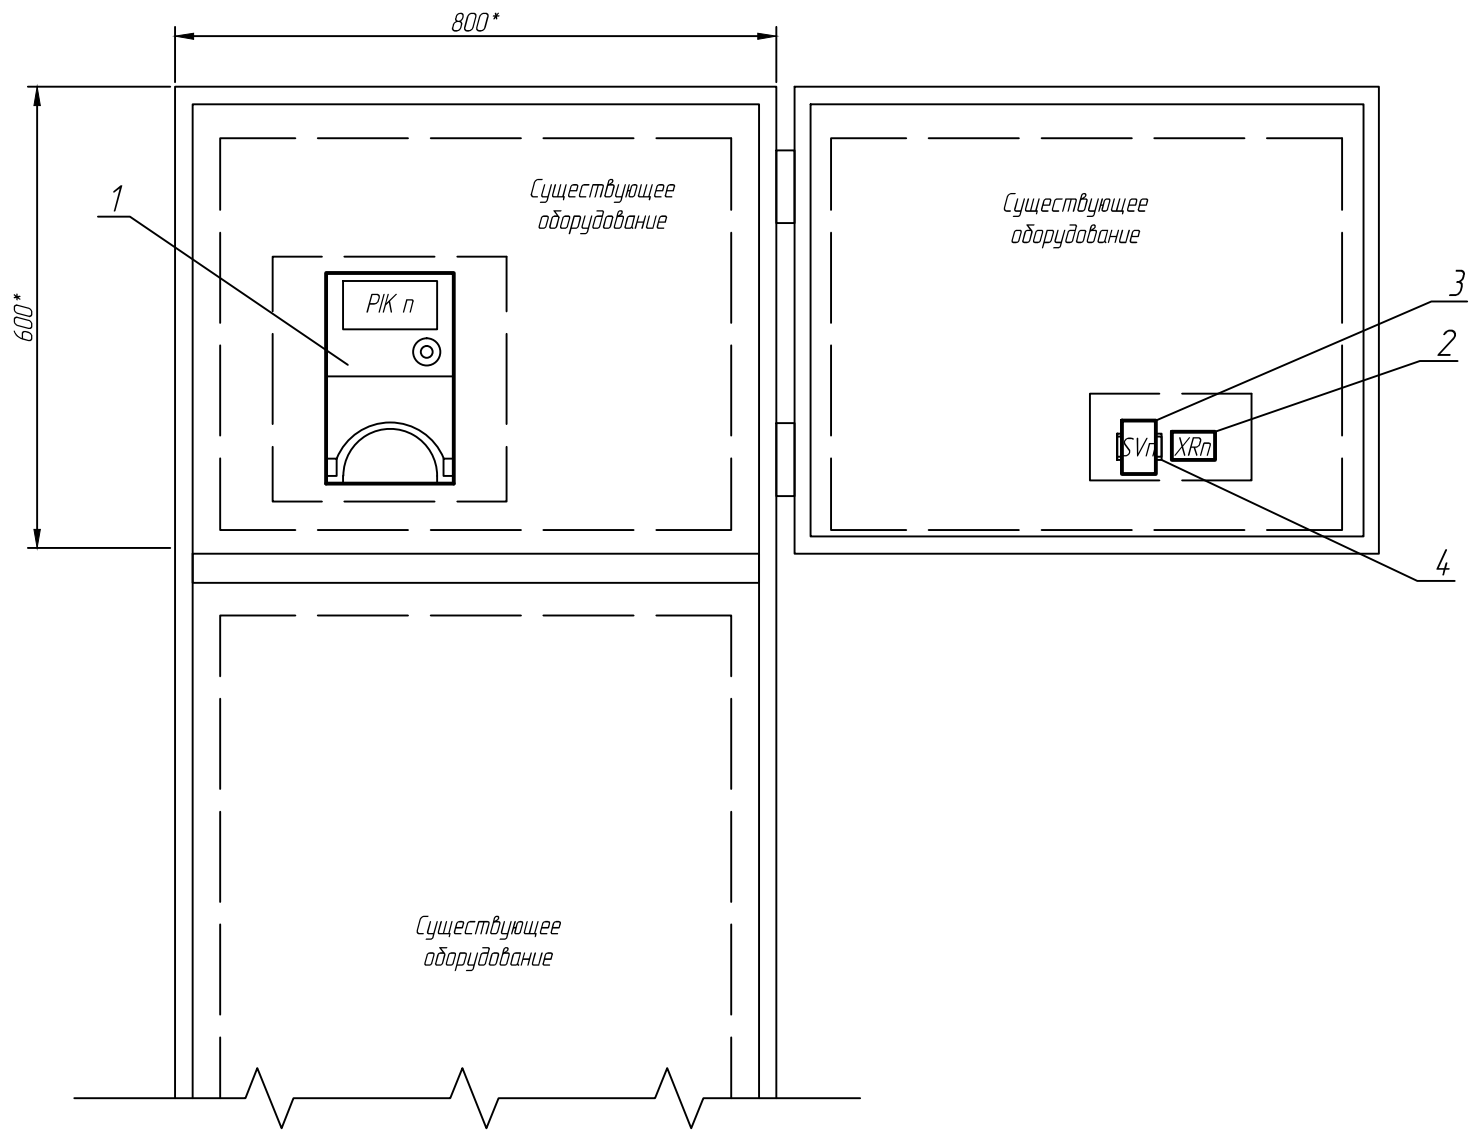 800*
600*
1
Существующее
оборудование
PIK n
Существующее
оборудование
3
2
SVn
XRn
4
Существующее
оборудование